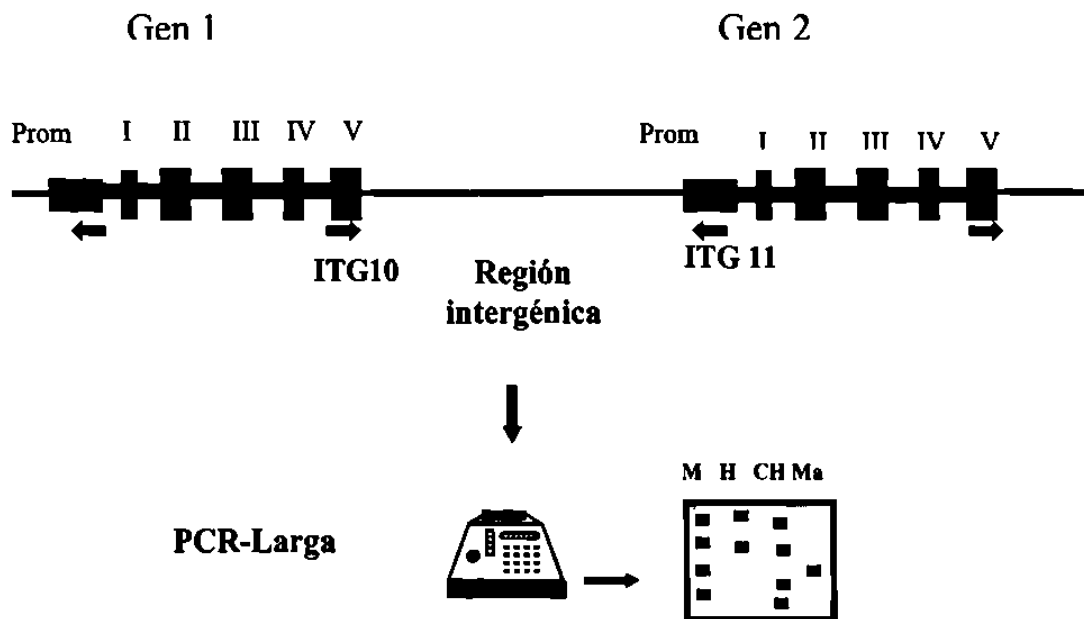 Gen 1
Gen 2
Prom I II III IV V
Prom I II III IV V
ITG10
ITG 11
Región
intergénica
M H CH Ma
PCR-Larga